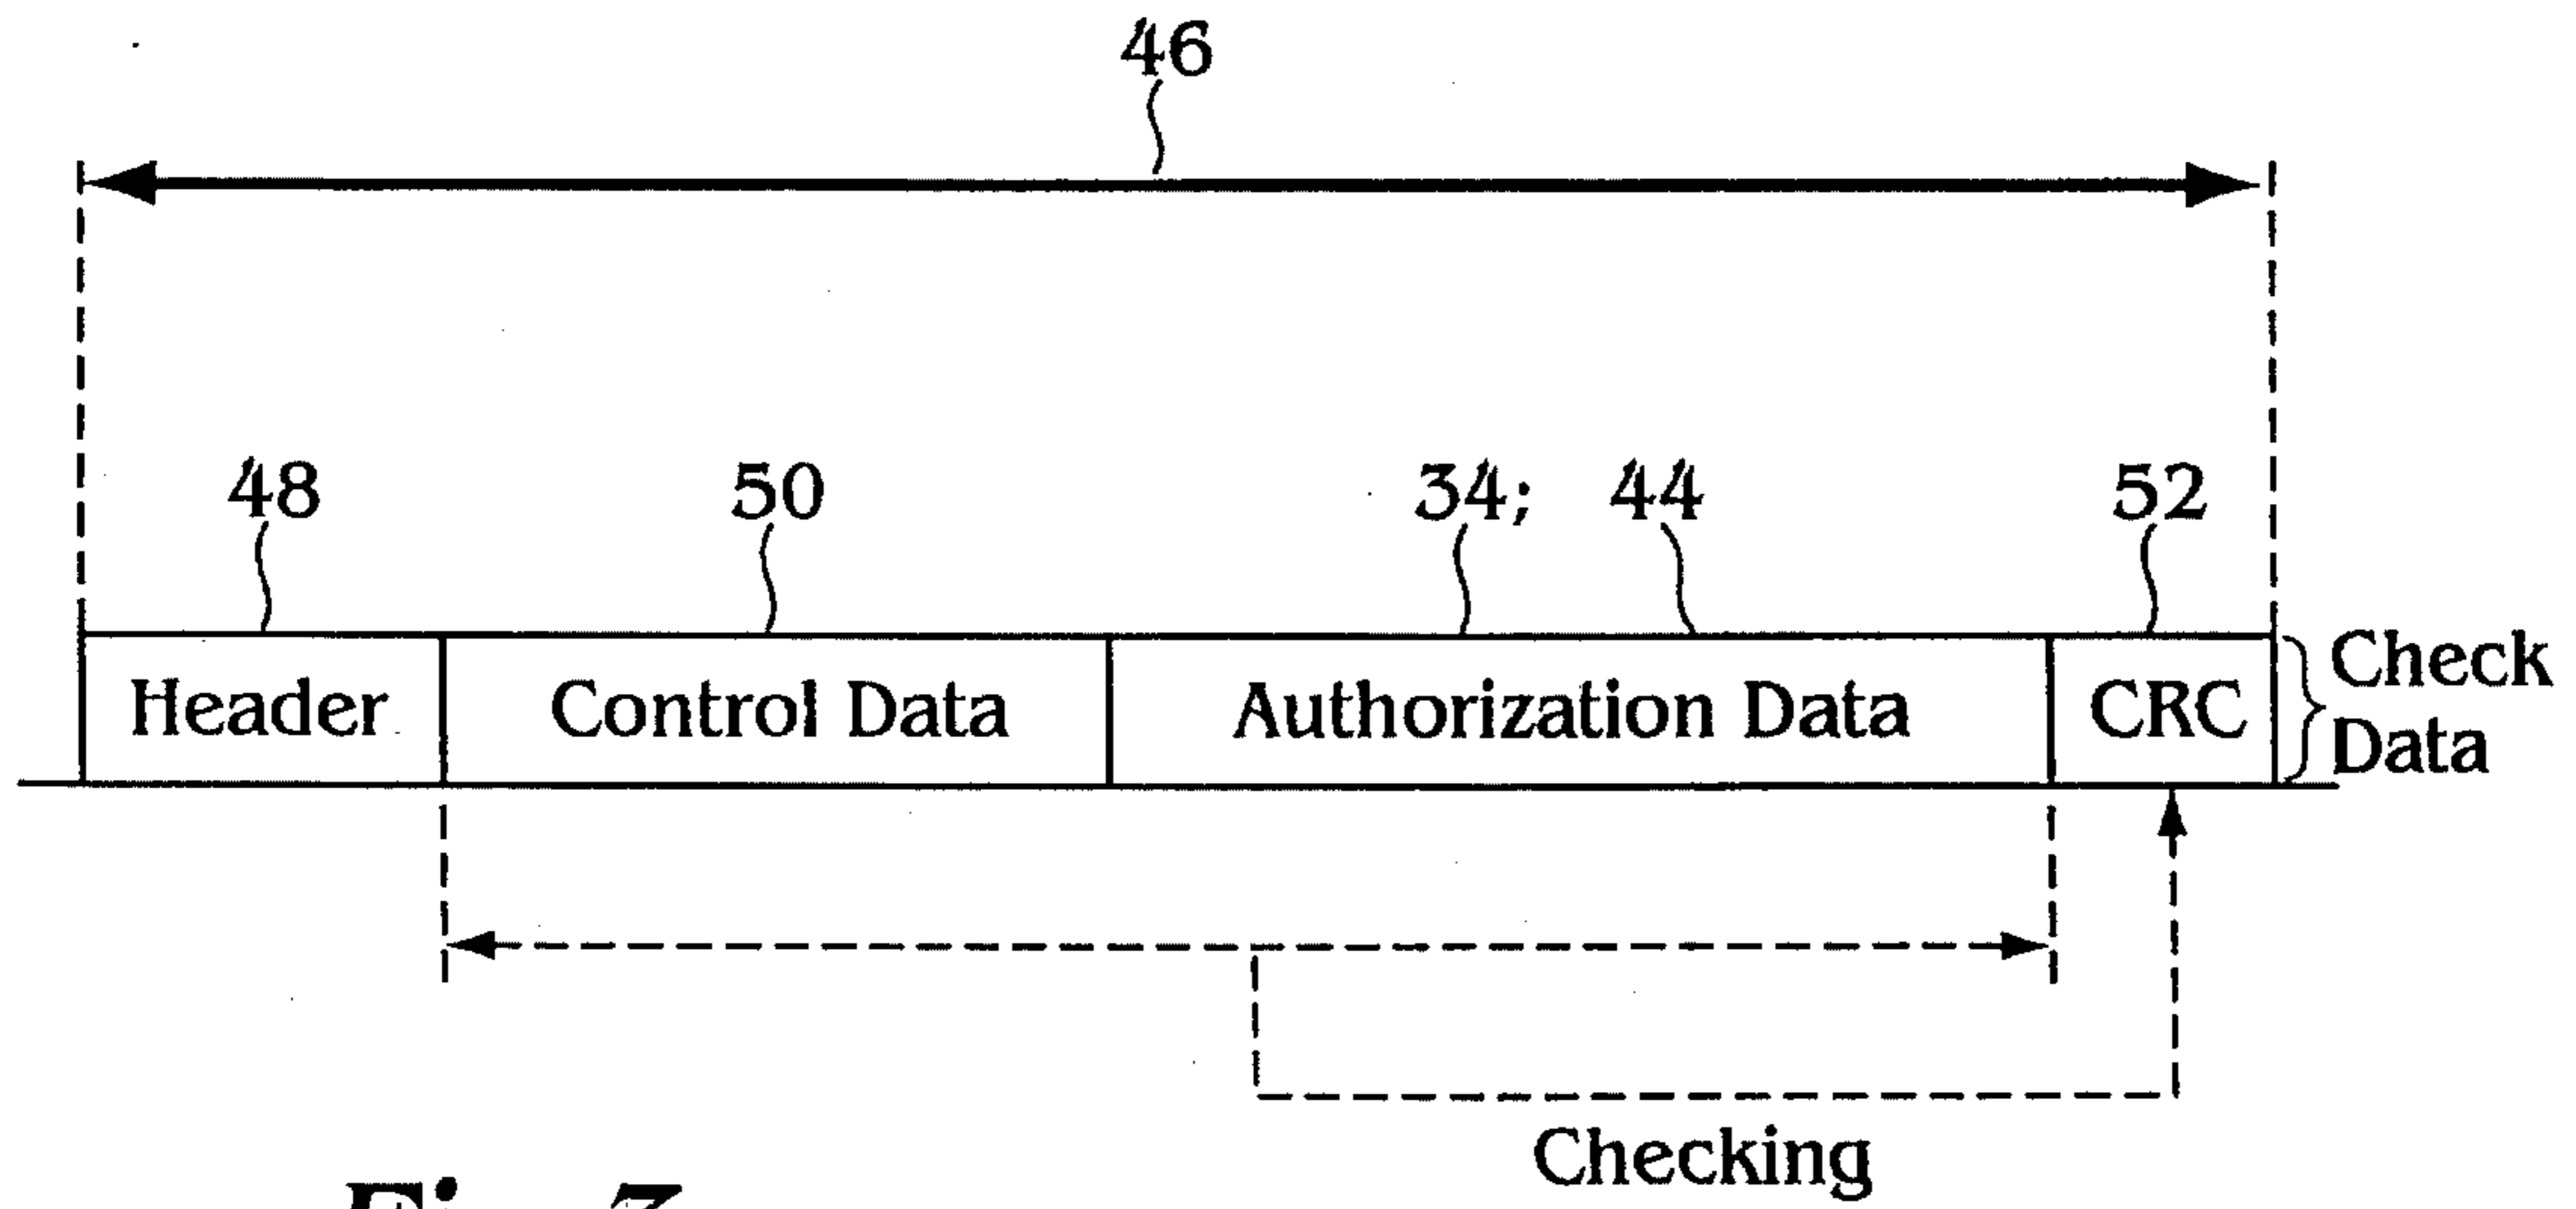 46
48 50 34; 44 52
Header Control Data Authorization Data CRC Check Data
Checking